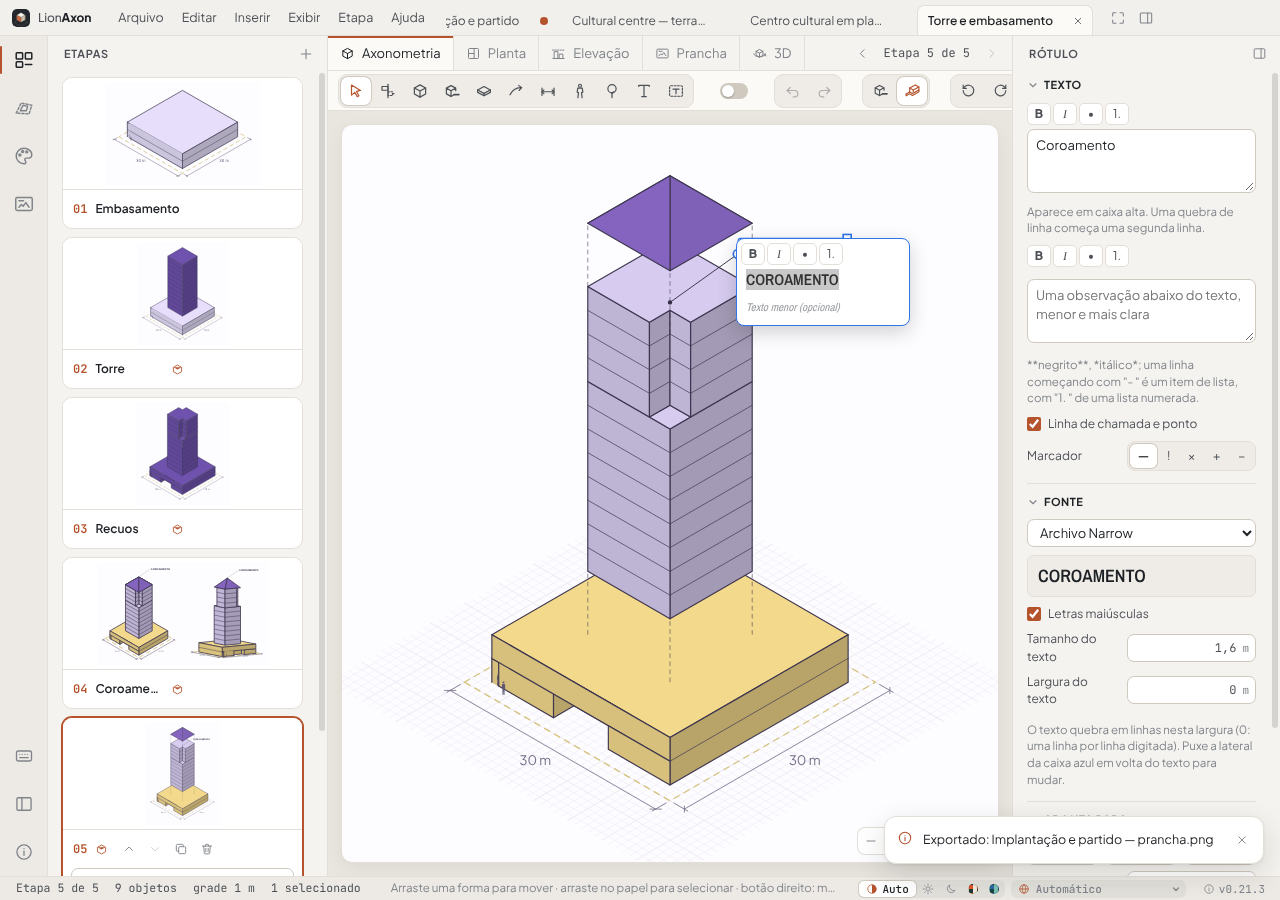 LionAxon
Arquivo
Editar
Inserir
Exibir
Etapa
Ajuda
ção e partido
Cultural centre — terra...
Centro cultural em pla...
Torre e embasamento
ETAPAS
Axonometria
Planta
Elevação
Prancha
3D
Etapa 5 de 5
RÓTULO
TEXTO
B
I
•
1.
Coroamento
Aparece em caixa alta. Uma quebra de
linha começa uma segunda linha.
B
I
•
1.
Uma observação abaixo do texto,
menor e mais clara
**negrito**, *itálico*; uma linha
começando com "- " é um item de lista,
com "1. " de uma lista numerada.
Linha de chamada e ponto
Marcador
—
!
×
+
−
FONTE
Archivo Narrow
COROAMENTO
Letras maiúsculas
Tamanho do
texto
1,6 m
Largura do
texto
0 m
O texto quebra em linhas nesta largura (0:
uma linha por linha digitada). Puxe a lateral
da caixa azul em volta do texto para
mudar.
01 Embasamento
02 Torre
03 Recuos
04 Coroame...
05
B
I
•
1.
COROAMENTO
Texto menor (opcional)
30 m
30 m
Exportado: Implantação e partido — prancha.png
Etapa 5 de 5
9 objetos
grade 1 m
1 selecionado
Arraste uma forma para mover · arraste no papel para selecionar · botão direito: m...
Auto
Automático
v0.21.3